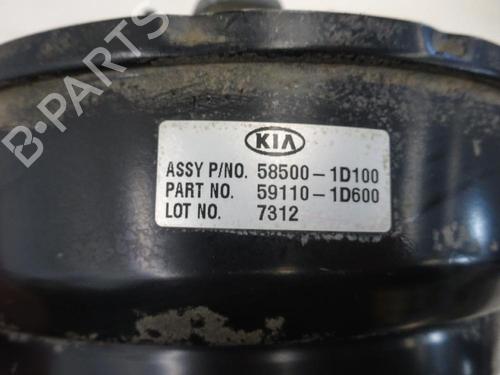 B-PARTS
KIA
ASSY P/NO. 58500-1D100
PART NO. 59110-1D600
LOT NO. 7312